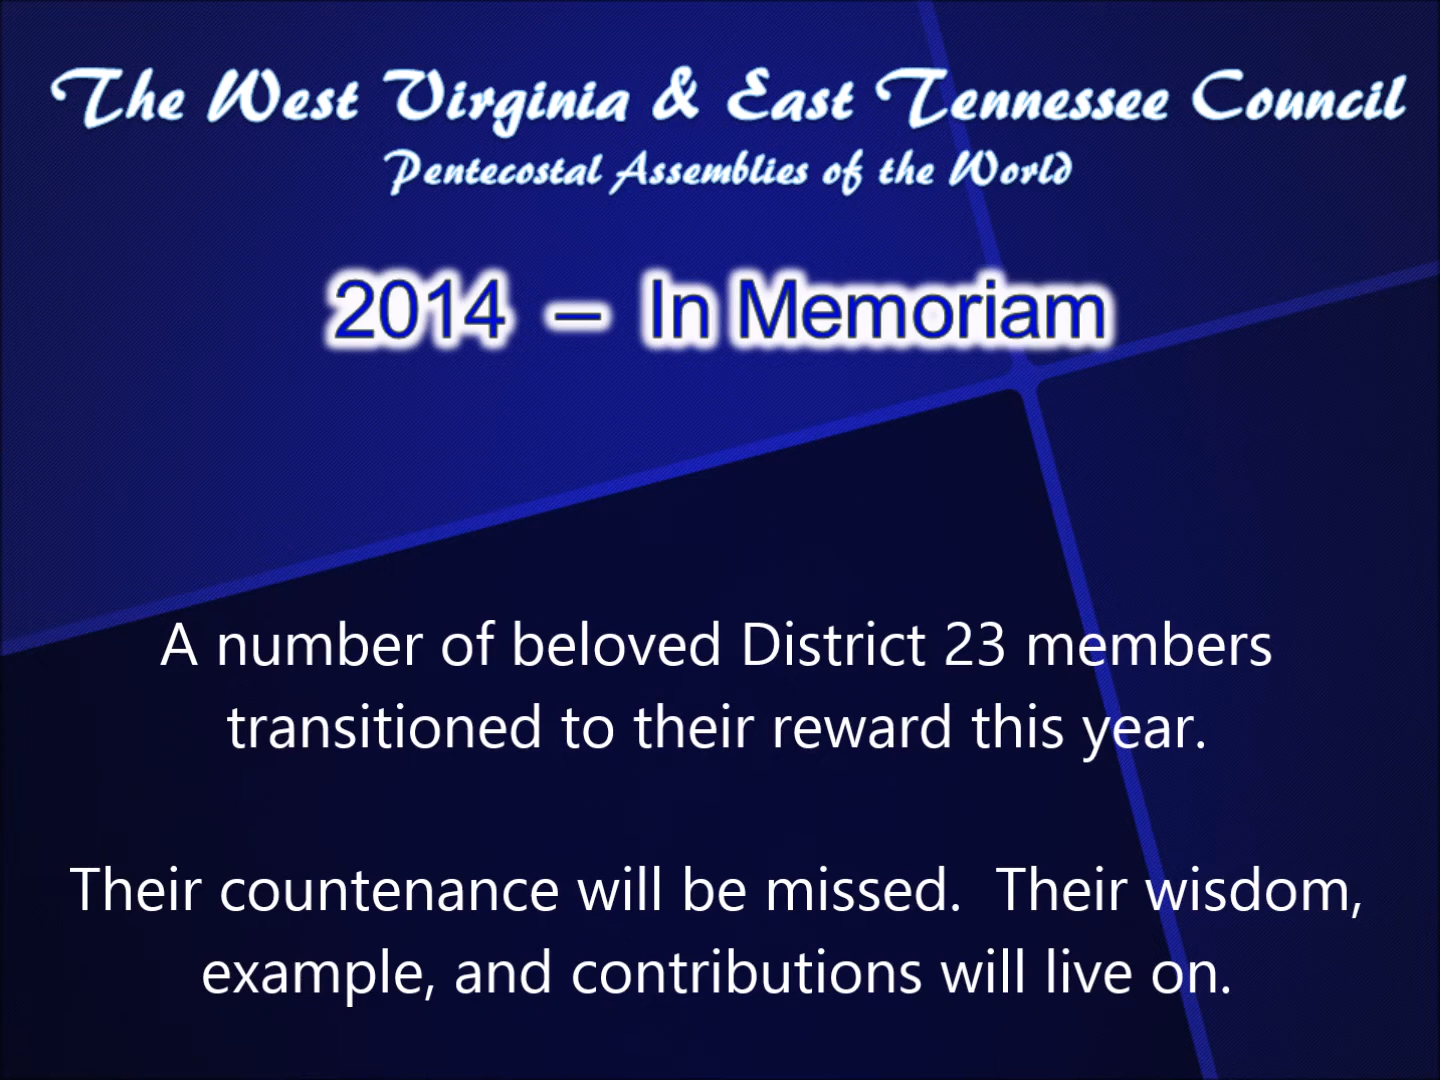 The West Virginia & East Tennessee Council
Pentecostal Assemblies of the World
2014 – In Memoriam
A number of beloved District 23 members
transitioned to their reward this year.
Their countenance will be missed.  Their wisdom,
example, and contributions will live on.